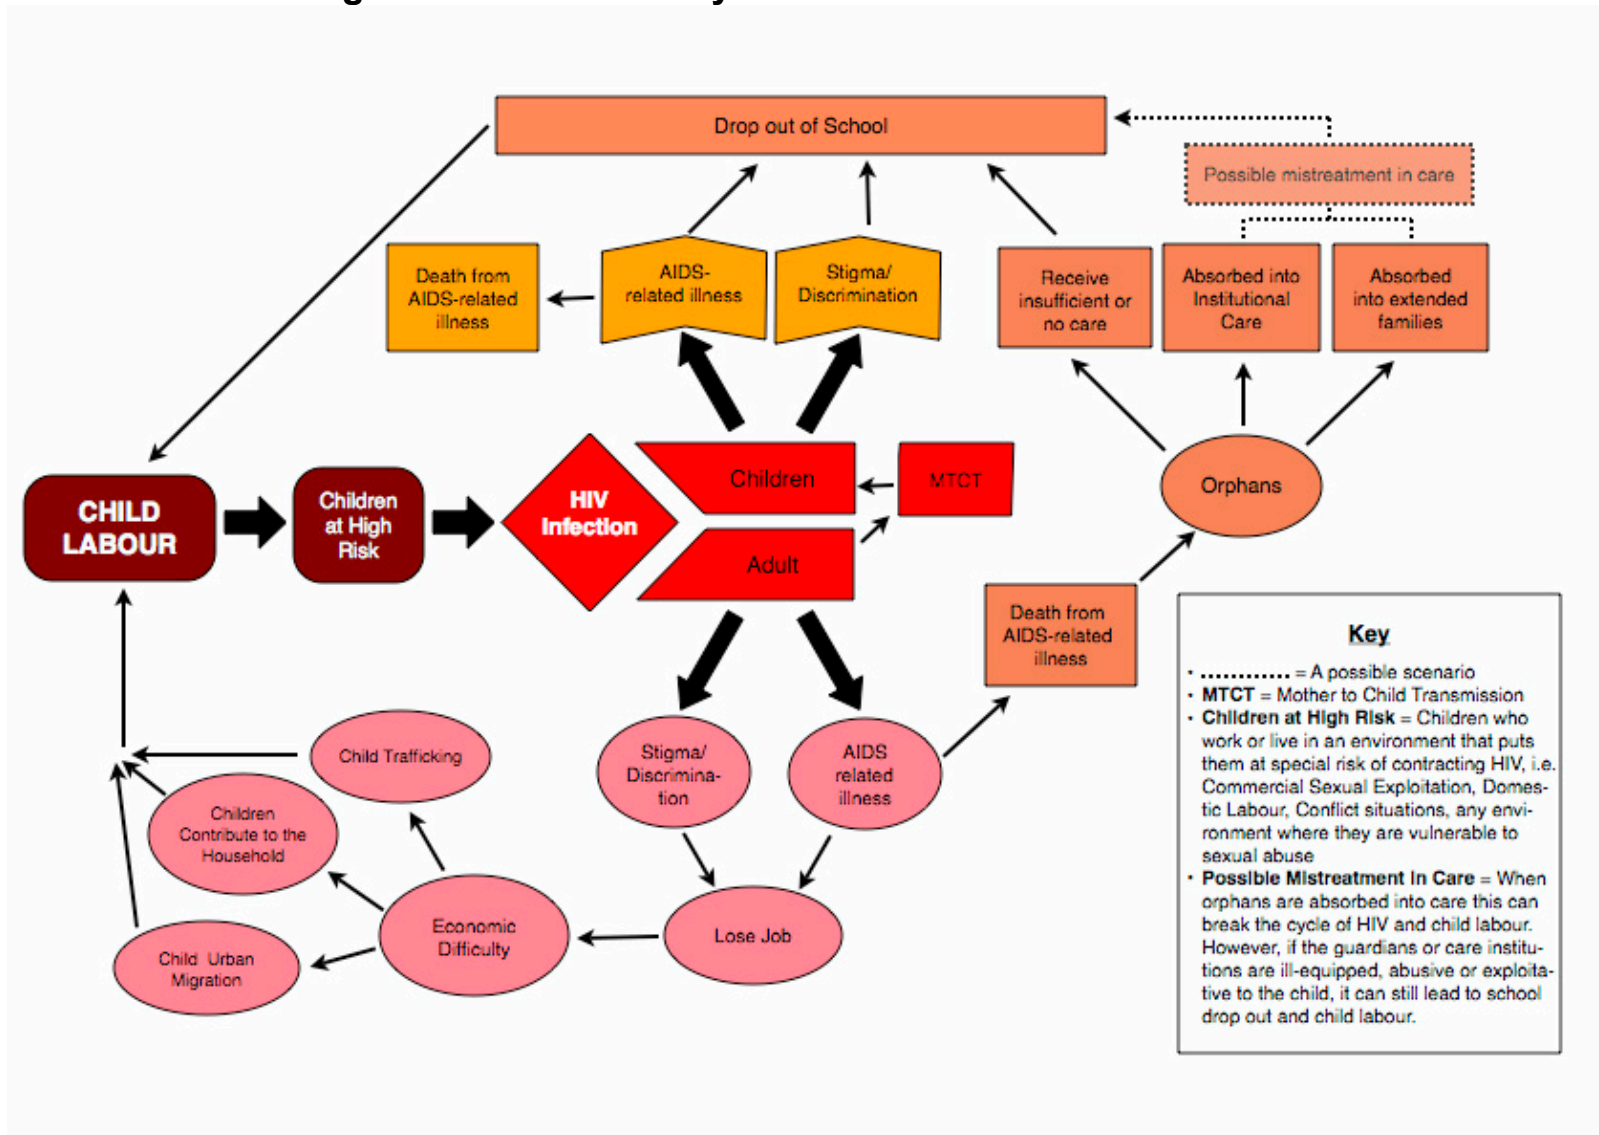 Drop out of School
Possible mistreatment in care
Death from
AIDS-related
illness
AIDS-
related illness
Stigma/
Discrimination
Receive
insufficient or
no care
Absorbed into
Institutional
Care
Absorbed
into extended
families
CHILD
LABOUR
Children
at High
Risk
HIV
Infection
Children
MTCT
Adult
Orphans
Death from
AIDS-related
illness
Stigma/
Discrimina-
tion
AIDS
related
illness
Child Trafficking
Children
Contribute to the
Household
Child Urban
Migration
Economic
Difficulty
Lose Job
Key
• ............. = A possible scenario
• MTCT = Mother to Child Transmission
• Children at High Risk = Children who
work or live in an environment that puts
them at special risk of contracting HIV, i.e.
Commercial Sexual Exploitation, Domes-
tic Labour, Conflict situations, any envi-
ronment where they are vulnerable to
sexual abuse
• Possible Mistreatment in Care = When
orphans are absorbed into care this can
break the cycle of HIV and child labour.
However, if the guardians or care institu-
tions are ill-equipped, abusive or exploita-
tive to the child, it can still lead to school
drop out and child labour.